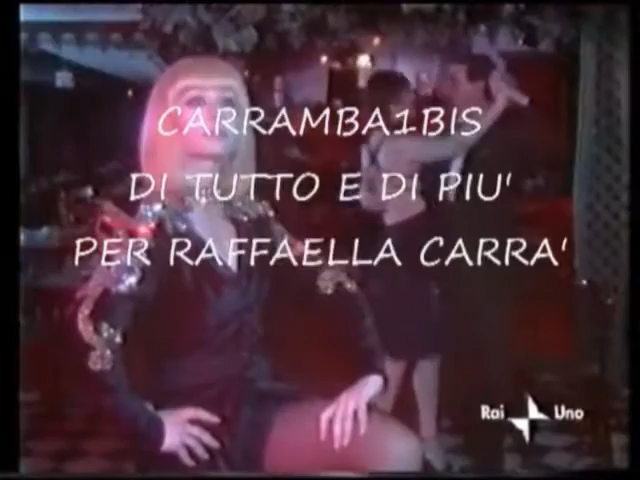 CARRAMBA1BIS
DI TUTTO E DI PIU'
PER RAFFAELLA CARRA'
Rai Uno